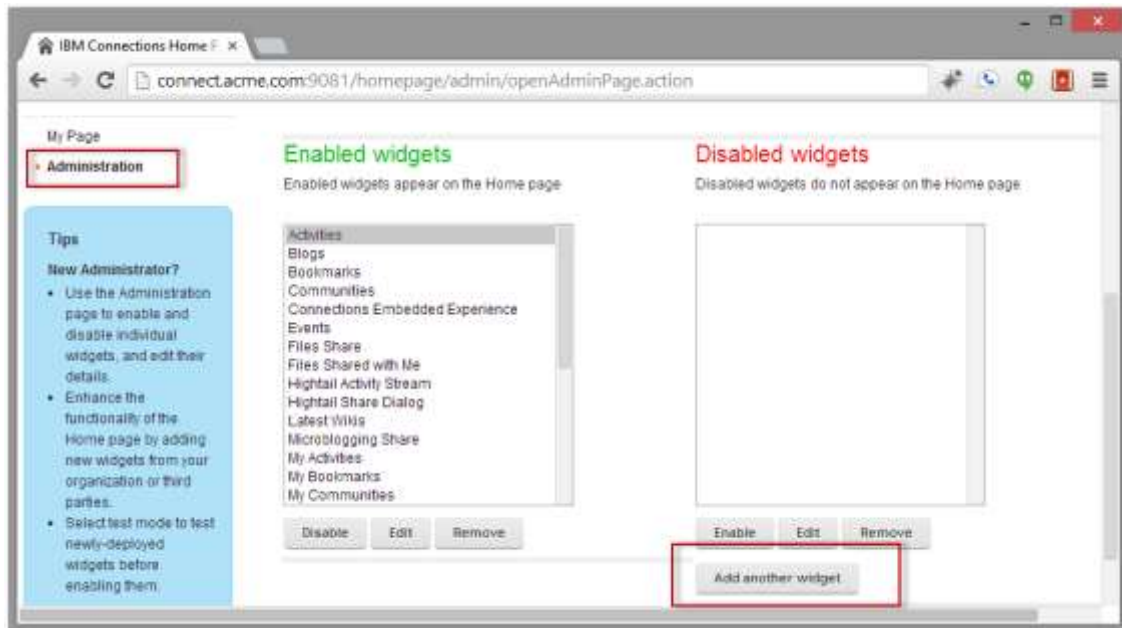 IBM Connections Home F
connect.acme.com:9081/homepage/admin/openAdminPage.action
My Page
Administration
Tips
New Administrator?
• Use the Administration
page to enable and
disable individual
widgets, and edit their
details.
• Enhance the
functionality of the
Home page by adding
new widgets from your
organization or third
parties.
• Select test mode to test
newly-deployed
widgets before
enabling them.
Enabled widgets
Enabled widgets appear on the Home page
Activities
Blogs
Bookmarks
Communities
Connections Embedded Experience
Events
Files Share
Files Shared with Me
Hightail Activity Stream
Hightail Share Dialog
Latest Wikis
Microblogging Share
My Activities
My Bookmarks
My Communities
Disable Edit Remove
Disabled widgets
Disabled widgets do not appear on the Home page
Enable Edit Remove
Add another widget